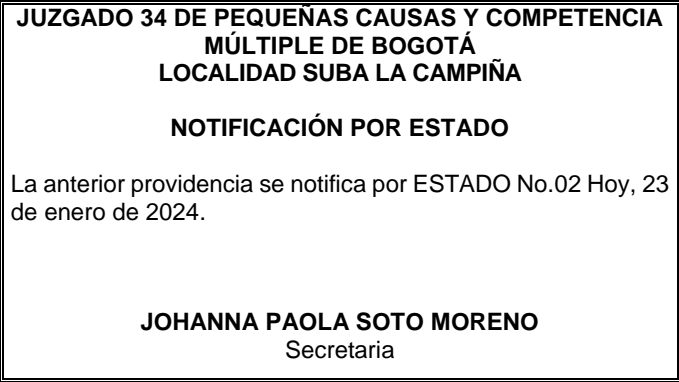 JUZGADO 34 DE PEQUEÑAS CAUSAS Y COMPETENCIA
MÚLTIPLE DE BOGOTÁ
LOCALIDAD SUBA LA CAMPIÑA
NOTIFICACIÓN POR ESTADO
La anterior providencia se notifica por ESTADO No.02 Hoy, 23
de enero de 2024.
JOHANNA PAOLA SOTO MORENO
Secretaria